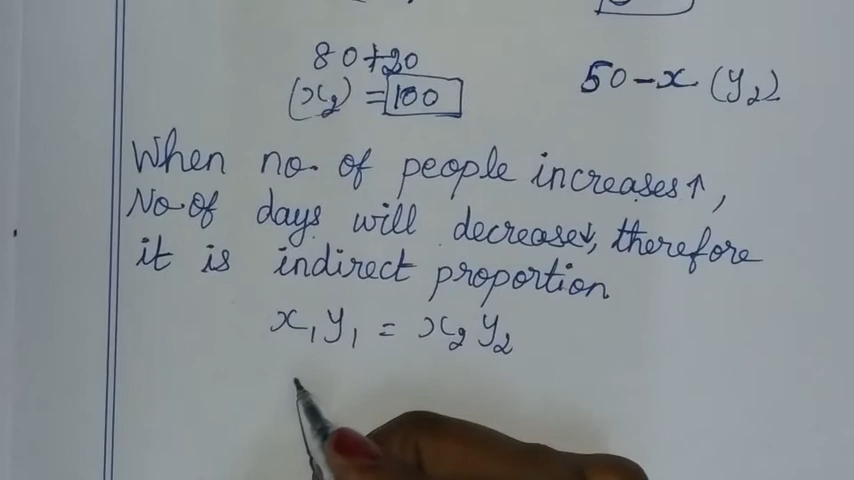 80+20
(x₂) = 100
50-x (y₂)
When no. of people increases↑,
No. of days will decrease↓, therefore
it is indirect proportion
x₁y₁ = x₂y₂